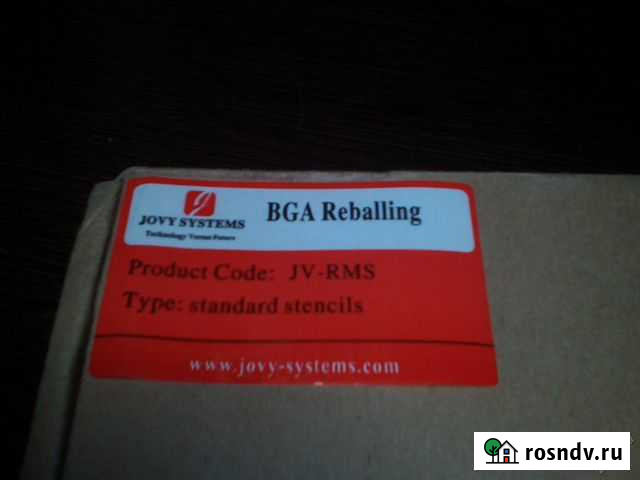 JOVY SYSTEMS
Technology Versus Future
BGA Reballing
Product Code: JV-RMS
Type: standard stencils
www.jovy-systems.com
rosndv.ru